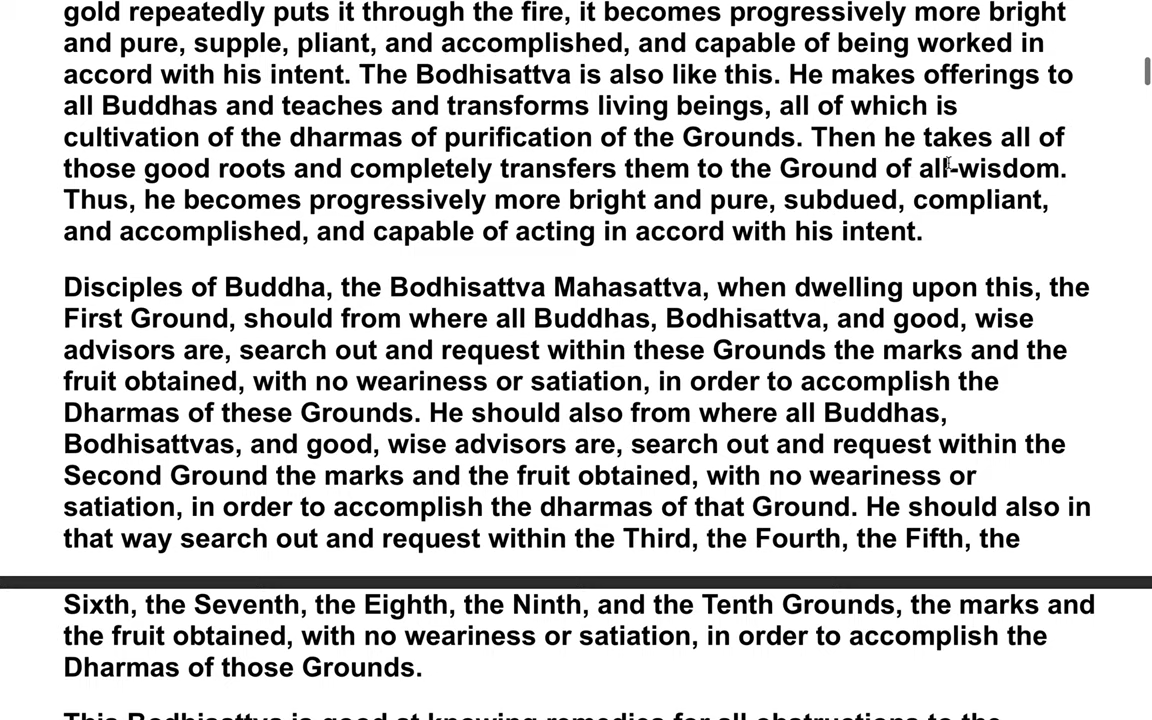 gold repeatedly puts it through the fire, it becomes progressively more bright
and pure, supple, pliant, and accomplished, and capable of being worked in
accord with his intent. The Bodhisattva is also like this. He makes offerings to
all Buddhas and teaches and transforms living beings, all of which is
cultivation of the dharmas of purification of the Grounds. Then he takes all of
those good roots and completely transfers them to the Ground of all-wisdom.
Thus, he becomes progressively more bright and pure, subdued, compliant,
and accomplished, and capable of acting in accord with his intent.
Disciples of Buddha, the Bodhisattva Mahasattva, when dwelling upon this, the
First Ground, should from where all Buddhas, Bodhisattva, and good, wise
advisors are, search out and request within these Grounds the marks and the
fruit obtained, with no weariness or satiation, in order to accomplish the
Dharmas of these Grounds. He should also from where all Buddhas,
Bodhisattvas, and good, wise advisors are, search out and request within the
Second Ground the marks and the fruit obtained, with no weariness or
satiation, in order to accomplish the dharmas of that Ground. He should also in
that way search out and request within the Third, the Fourth, the Fifth, the
Sixth, the Seventh, the Eighth, the Ninth, and the Tenth Grounds, the marks and
the fruit obtained, with no weariness or satiation, in order to accomplish the
Dharmas of those Grounds.
This Bodhisattva is good at knowing remedies for all obstructions to the